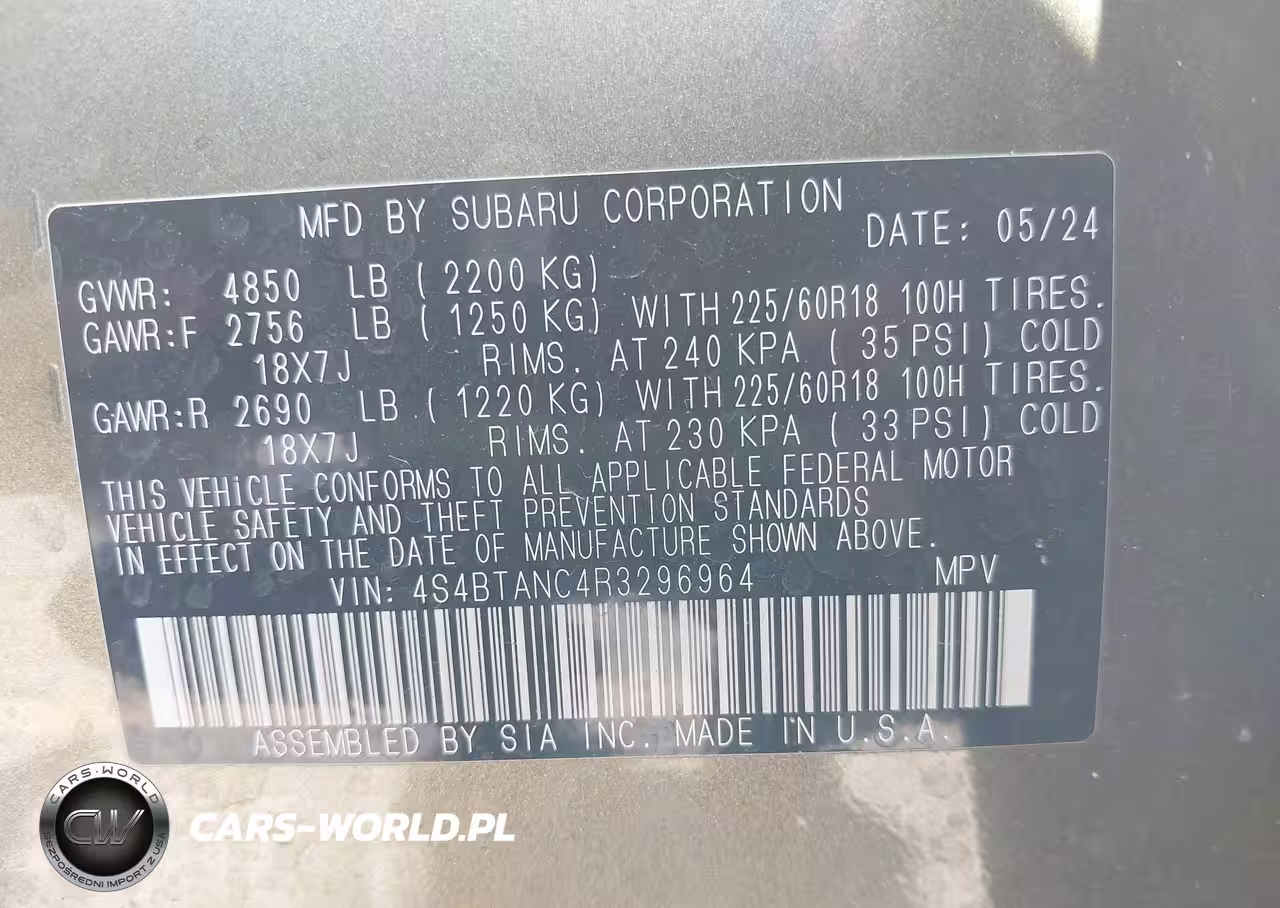 MFD BY SUBARU CORPORATION
DATE: 05/24
GVWR: 4850 LB ( 2200 KG)
GAWR:F 2756 LB ( 1250 KG) WITH 225/60R18 100H TIRES.
18X7J RIMS. AT 240 KPA ( 35 PSI) COLD
GAWR:R 2690 LB ( 1220 KG) WITH 225/60R18 100H TIRES.
18X7J RIMS. AT 230 KPA ( 33 PSI) COLD
THIS VEHICLE CONFORMS TO ALL APPLICABLE FEDERAL MOTOR
VEHICLE SAFETY AND THEFT PREVENTION STANDARDS
IN EFFECT ON THE DATE OF MANUFACTURE SHOWN ABOVE.
VIN: 4S4BTANC4R3296964 MPV
ASSEMBLED BY SIA INC. MADE IN U.S.A.
CARS-WORLD
CW
BEZPOŚREDNI IMPORT Z USA
CARS-WORLD.PL